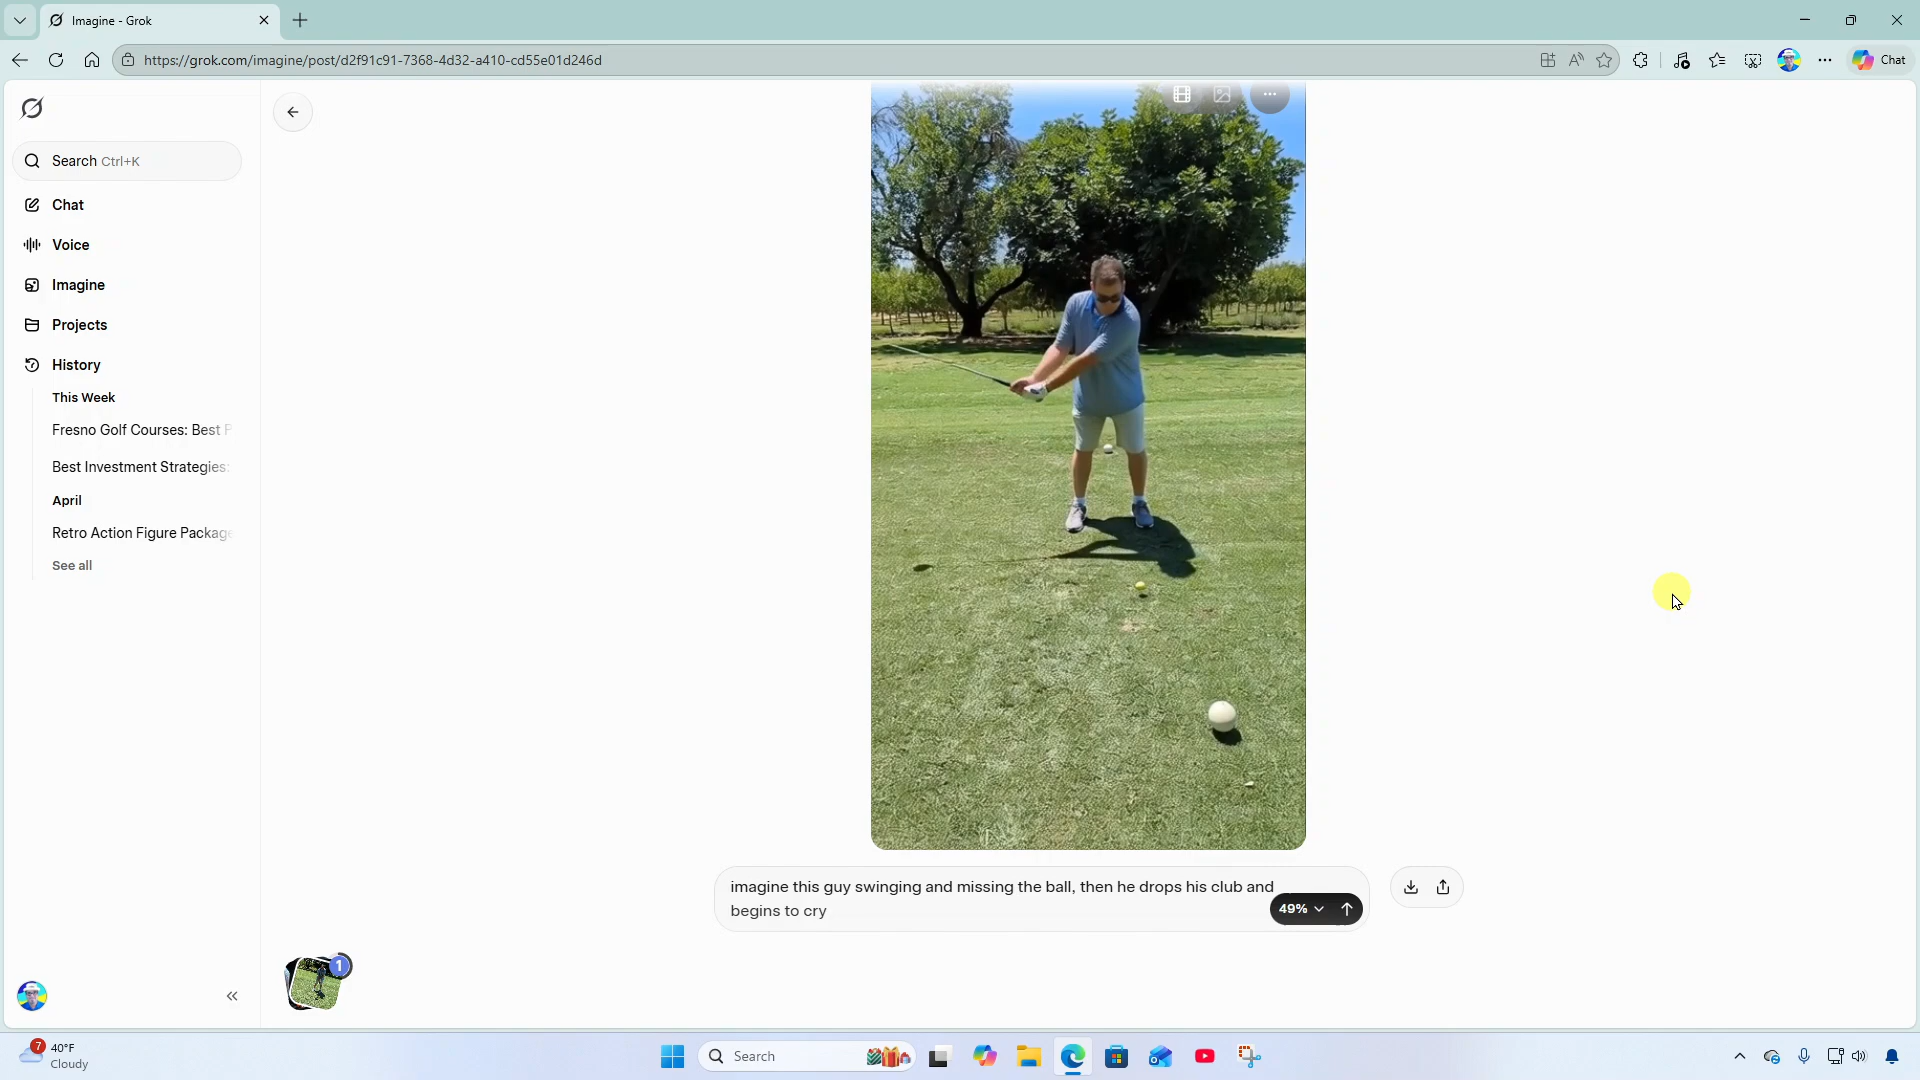 Imagine - Grok
https://grok.com/imagine/post/d2f91c91-7368-4d32-a410-cd55e01d246d
Chat
Search Ctrl+K
Chat
Voice
Imagine
Projects
History
This Week
Fresno Golf Courses: Best P
Best Investment Strategies:
April
Retro Action Figure Package
See all
imagine this guy swinging and missing the ball, then he drops his club and
begins to cry
49%
1
7
40°F
Cloudy
Search